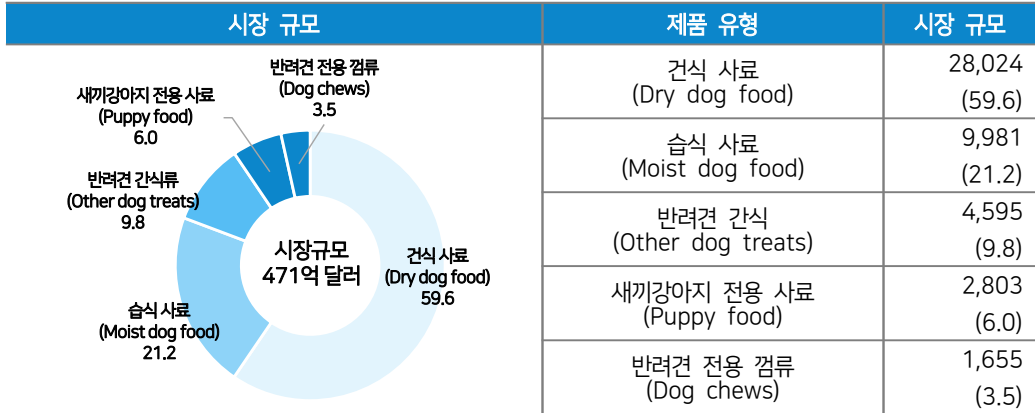 시장 규모
제품 유형
시장 규모
반려견 전용 껌류
(Dog chews)
3.5
새끼강아지 전용 사료
(Puppy food)
6.0
반려견 간식류
(Other dog treats)
9.8
시장규모
471억 달러
건식 사료
(Dry dog food)
59.6
습식 사료
(Moist dog food)
21.2
건식 사료
(Dry dog food)
28,024
(59.6)
습식 사료
(Moist dog food)
9,981
(21.2)
반려견 간식
(Other dog treats)
4,595
(9.8)
새끼강아지 전용 사료
(Puppy food)
2,803
(6.0)
반려견 전용 껌류
(Dog chews)
1,655
(3.5)